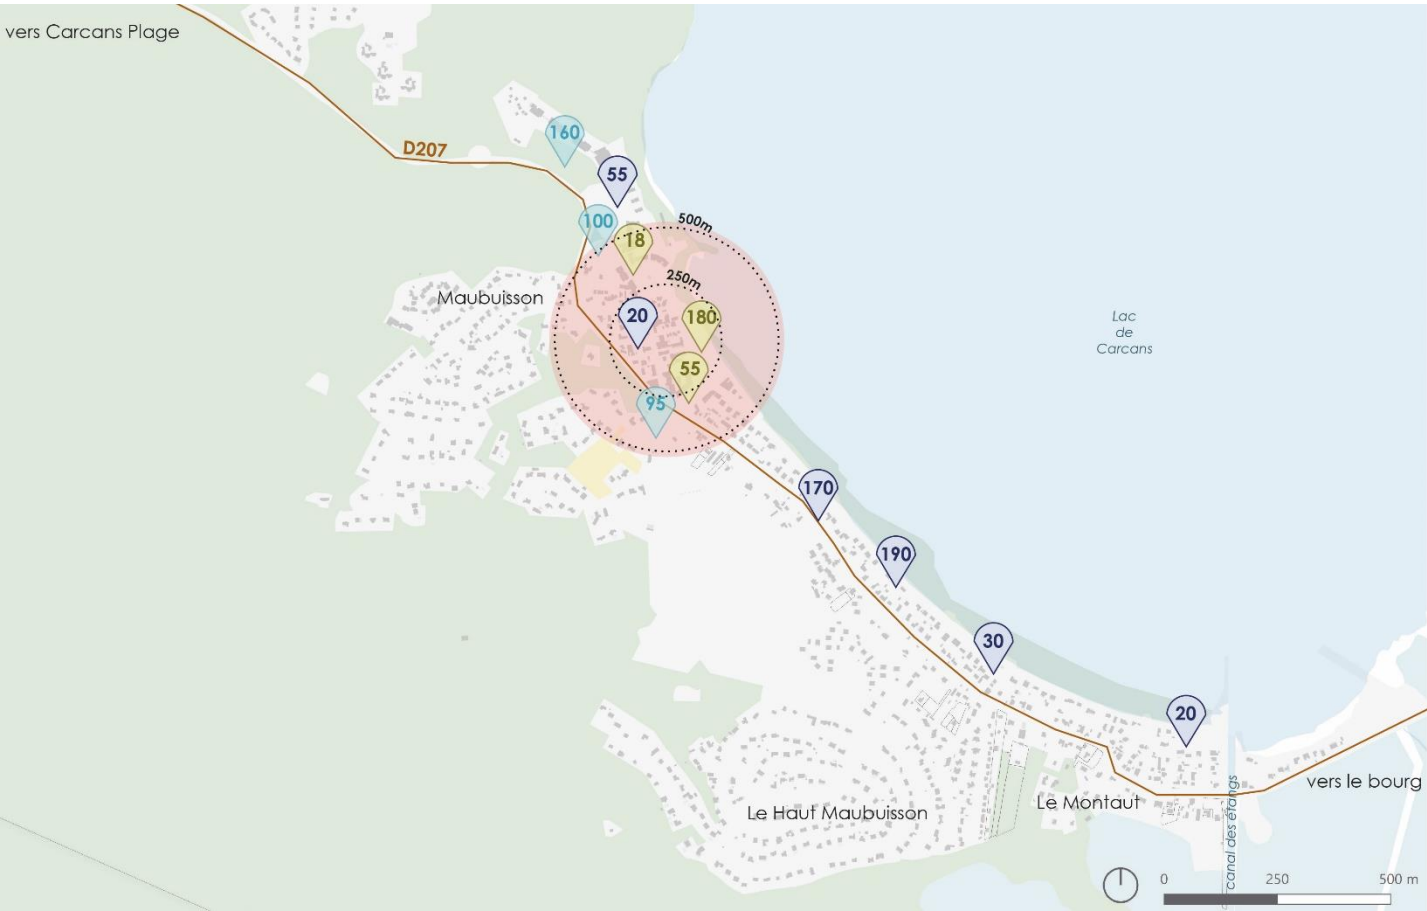 vers Carcans Plage
160
D207
55
100
500m
18
250m
Maubuisson
20
180
Lac
de
Carcans
55
95
170
190
30
20
vers le bourg
Le Montaut
Le Haut Maubuisson
canal des étangs
0 250 500 m